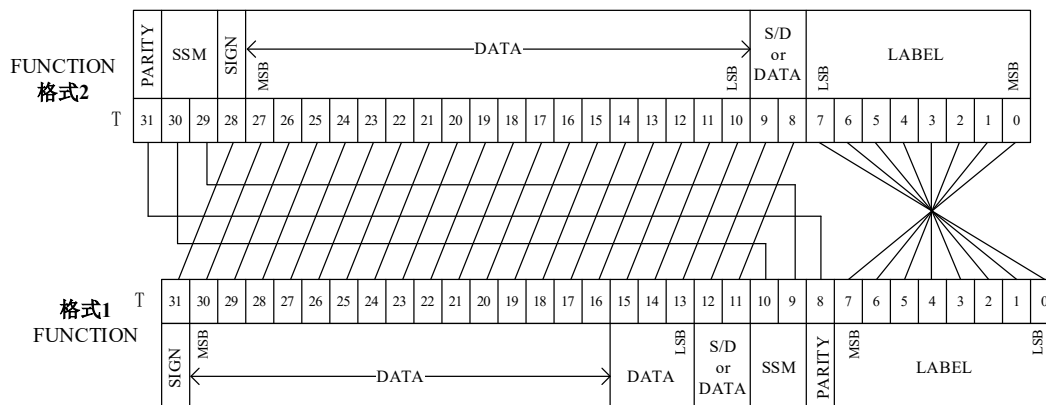 PARITY SSM SIGN MSB DATA LSB S/D or DATA LSB LABEL MSB
FUNCTION
格式2
T 31 30 29 28 27 26 25 24 23 22 21 20 19 18 17 16 15 14 13 12 11 10 9 8 7 6 5 4 3 2 1 0
格式1 T 31 30 29 28 27 26 25 24 23 22 21 20 19 18 17 16 15 14 13 12 11 10 9 8 7 6 5 4 3 2 1 0
FUNCTION
SIGN MSB DATA DATA LSB S/D or DATA SSM PARITY MSB LABEL LSB